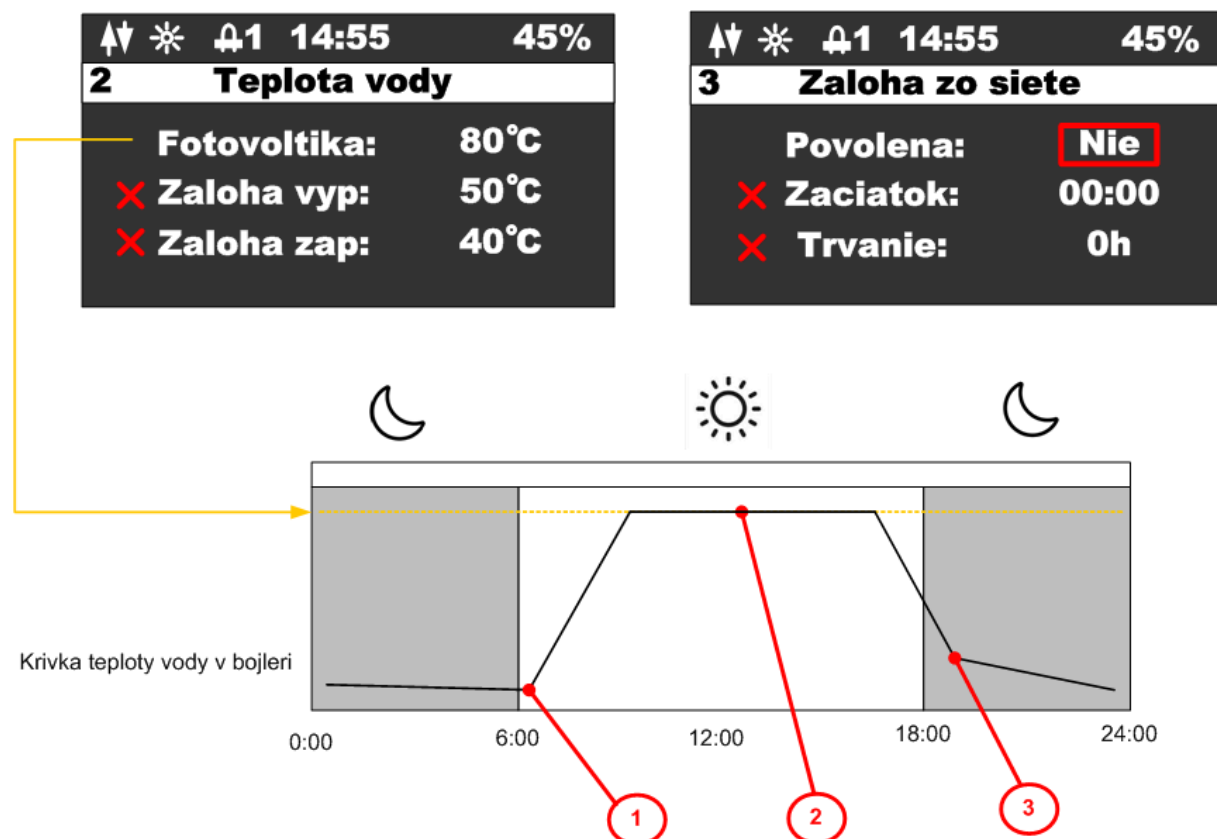 1 14:55 45%
2 Teplota vody
Fotovoltika: 80°C
Zaloha vyp: 50°C
Zaloha zap: 40°C
1 14:55 45%
3 Zaloha zo siete
Povolena: Nie
Zaciatok: 00:00
Trvanie: 0h
Krivka teploty vody v bojleri
0:00 6:00 12:00 18:00 24:00
1 2 3